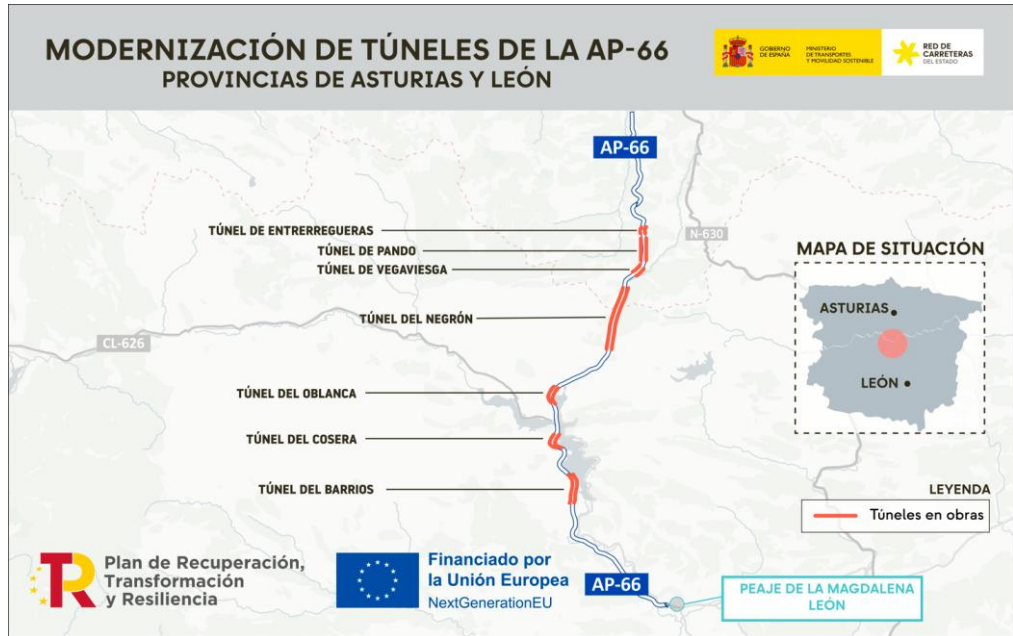 MODERNIZACIÓN DE TÚNELES DE LA AP-66
PROVINCIAS DE ASTURIAS Y LEÓN
GOBIERNO
DE ESPAÑA
MINISTERIO
DE TRANSPORTES
Y MOVILIDAD SOSTENIBLE
RED DE
CARRETERAS
DEL ESTADO
AP-66
TÚNEL DE ENTRERREGUERAS
TÚNEL DE PANDO
TÚNEL DE VEGAVIESGA
TÚNEL DEL NEGRÓN
N-630
CL-626
TÚNEL DEL OBLANCA
TÚNEL DEL COSERA
TÚNEL DEL BARRIOS
MAPA DE SITUACIÓN
ASTURIAS
LEÓN
LEYENDA
Túneles en obras
TR
Plan de Recuperación,
Transformación
y Resiliencia
Financiado por
la Unión Europea
NextGenerationEU
AP-66
PEAJE DE LA MAGDALENA
LEÓN